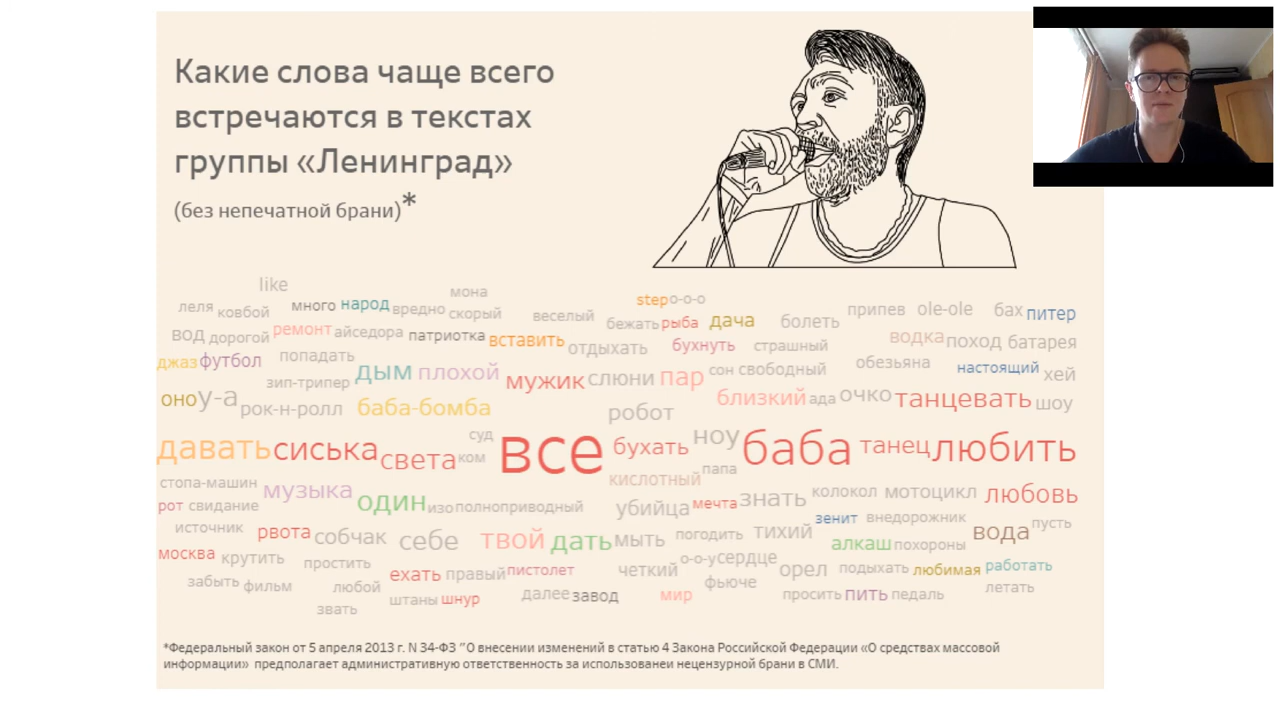 Какие слова чаще всего
встречаются в текстах
группы «Ленинград»
(без непечатной брани)*
like
леля ковбой много народ вредно мона скорый веселый step о-о-о припев ole-ole бах питер
вод дорогой ремонт айседора патриотка вставить отдыхать бежать рыба дача болеть
бухнуть страшный водка поход батарея
джаз футбол попадать дым плохой сон свободный обезьяна настоящий хей
зип-трипер мужик слюни пар
оно у-а рок-н-ролл баба-бомба робот близкий ада очко танцевать шоу
давать сиська света суд ком все бухать ноу баба танец любить
кислотный папа
стопа-машин музыка один изо полноприводный убийца мечта знать колокол мотоцикл любовь
рот свидание
источник рвота собчак себе твой дать мыть погодить тихий зенит внедорожник вода пусть
алкаш похороны
москва крутить простить ехать правый пистолет четкий о-о-у сердце орел подыхать любимая работать
забыть фильм любой штаны шнур далее завод мир фьюче просить пить педаль летать
звать
*Федеральный закон от 5 апреля 2013 г. N 34-ФЗ "О внесении изменений в статью 4 Закона Российской Федерации «О средствах массовой
информации» предполагает административную ответственность за использованеи нецензурной брани в СМИ.